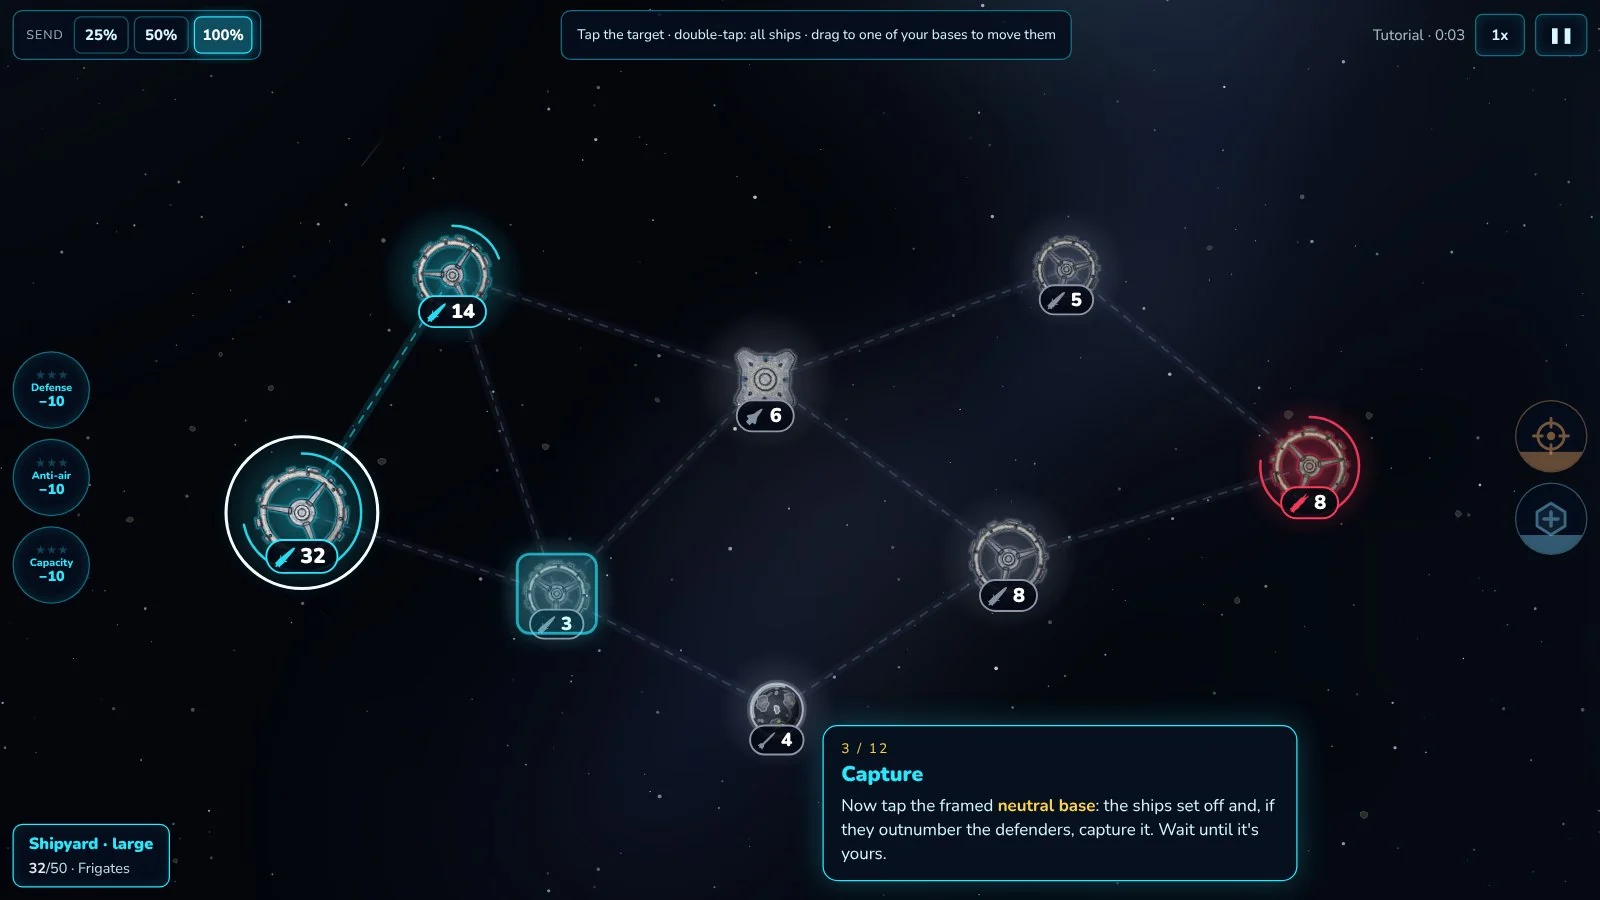 SEND 25% 50% 100%
Tap the target · double-tap: all ships · drag to one of your bases to move them
Tutorial · 0:03 1x
14
5
6
Defense
−10
Anti-air
−10
Capacity
−10
32
8
3
8
4
3 / 12
Capture
Now tap the framed neutral base: the ships set off and, if
they outnumber the defenders, capture it. Wait until it's
yours.
Shipyard · large
32/50 · Frigates